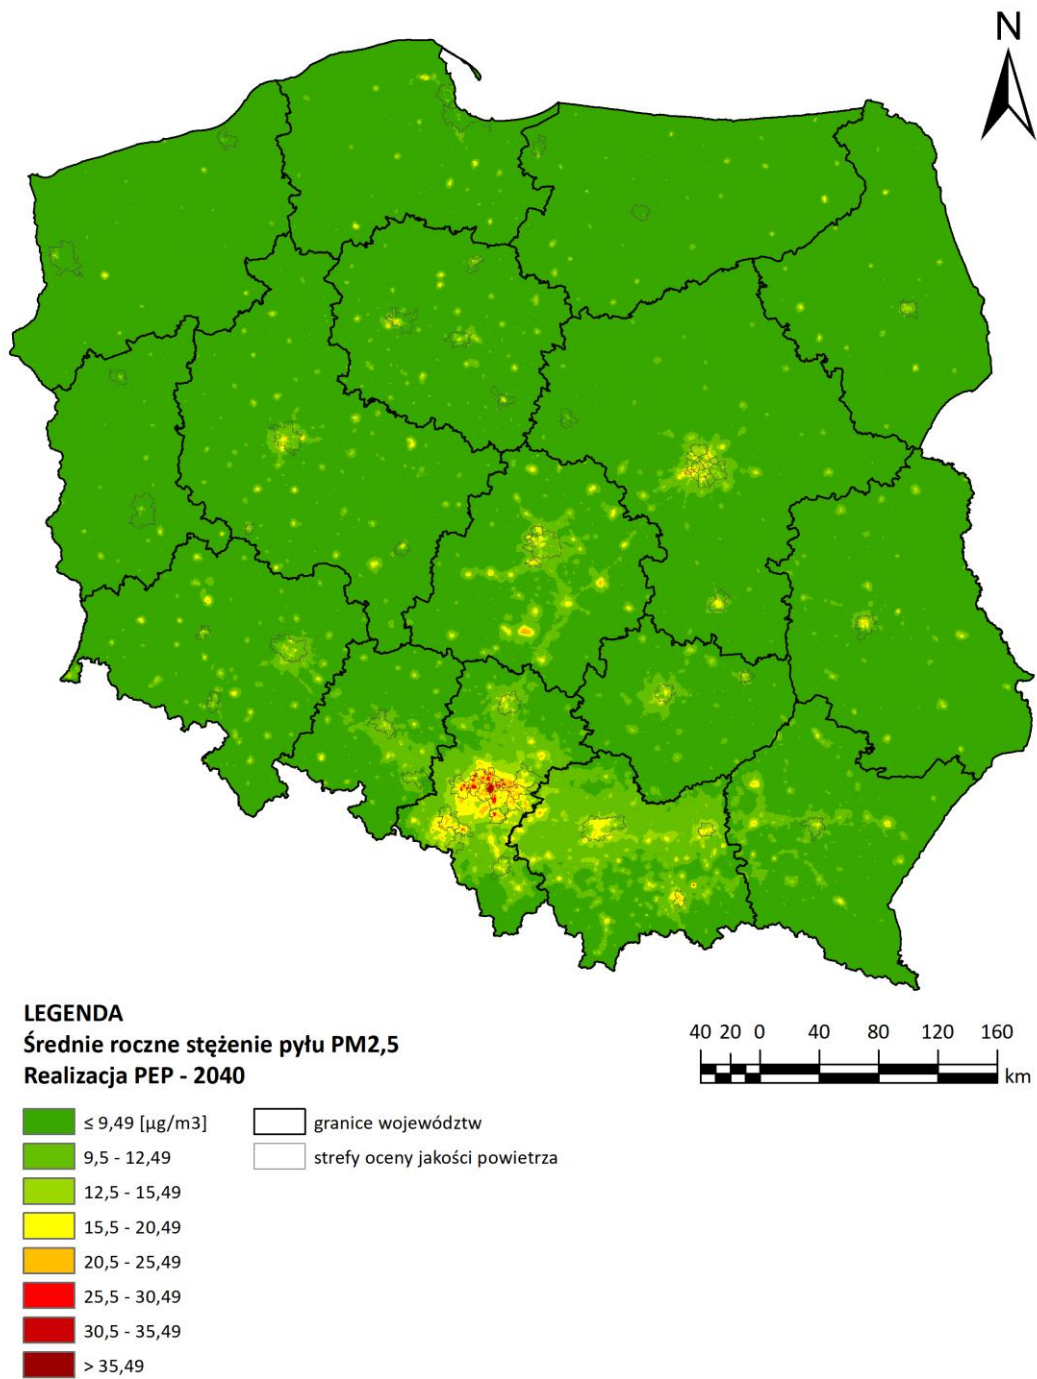 N
LEGENDA
Średnie roczne stężenie pyłu PM2,5
Realizacja PEP - 2040
≤ 9,49 [µg/m3]
9,5 - 12,49
12,5 - 15,49
15,5 - 20,49
20,5 - 25,49
25,5 - 30,49
30,5 - 35,49
> 35,49
granice województw
strefy oceny jakości powietrza
40 20 0 40 80 120 160
km